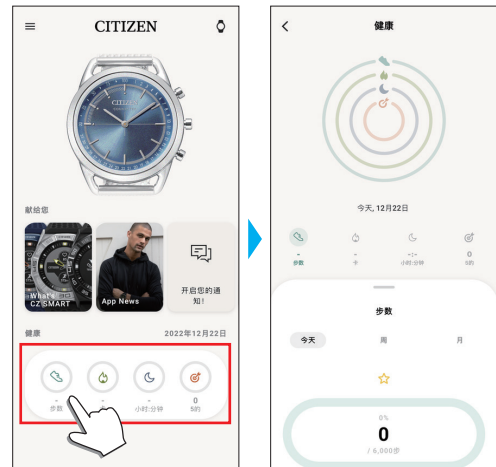 CITIZEN
CITIZEN
献给您
What's
CZ SMART
App News
开启您的通
知!
健康
2022年12月22日
-
-
-
0
步数
小时:分钟
5的
健康
今天, 12月22日
-
-
-:-
0
步数
卡
小时:分钟
5的
步数
今天
周
月
0%
0
/ 6,000步